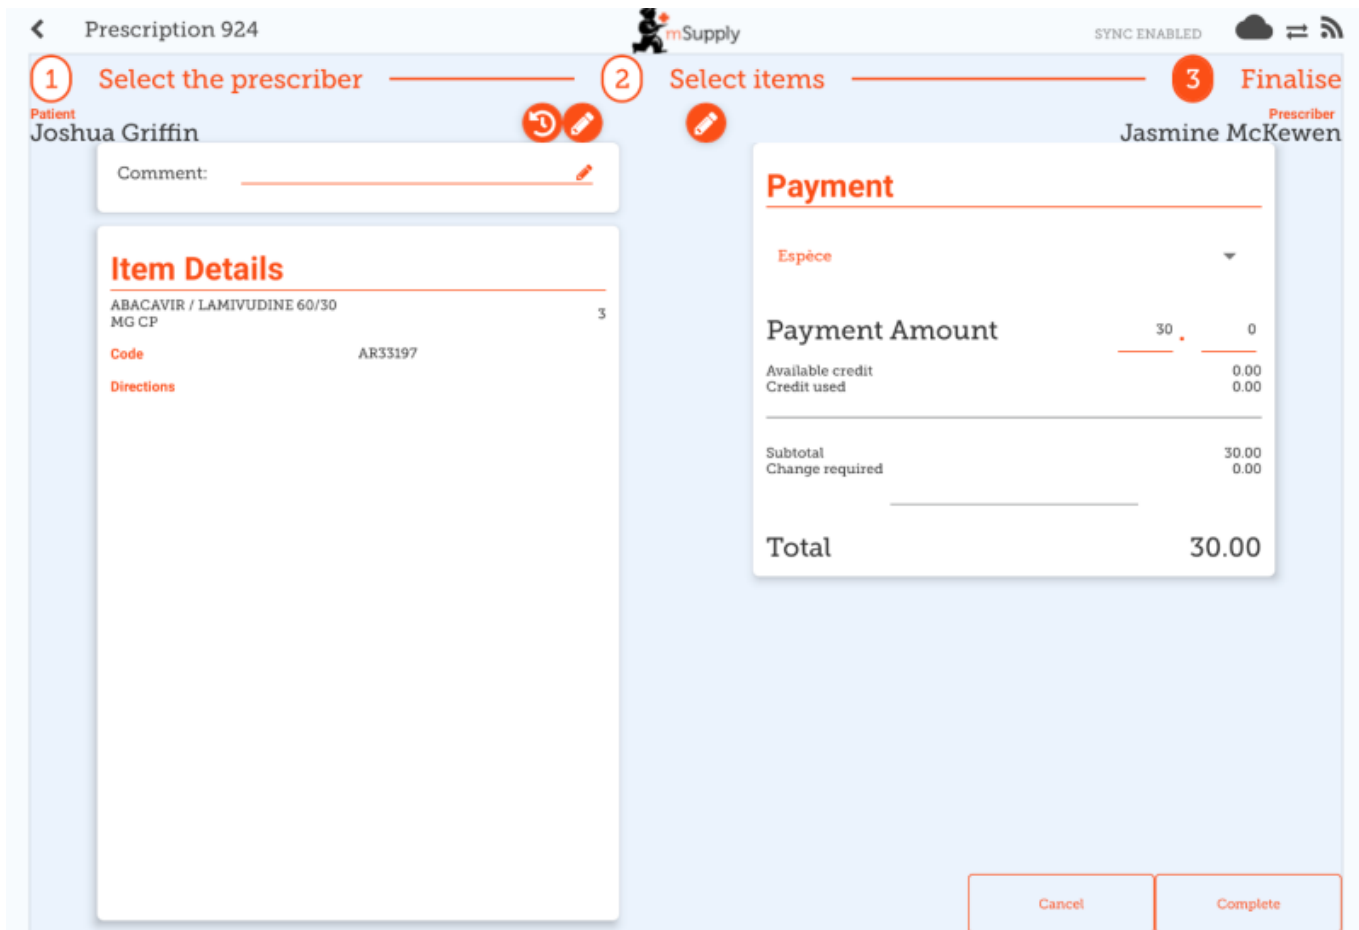 Prescription 924
mSupply
SYNC ENABLED
1 Select the prescriber
2 Select items
3 Finalise
Patient
Joshua Griffin
Prescriber
Jasmine McKewen
Comment:
Item Details
ABACAVIR / LAMIVUDINE 60/30
MG CP
3
Code AR33197
Directions
Payment
Espèce
Payment Amount 30 . 0
Available credit 0.00
Credit used 0.00
Subtotal 30.00
Change required 0.00
Total 30.00
Cancel
Complete